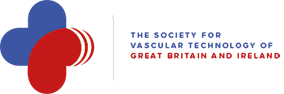 THE SOCIETY FOR
VASCULAR TECHNOLOGY OF
GREAT BRITAIN AND IRELAND